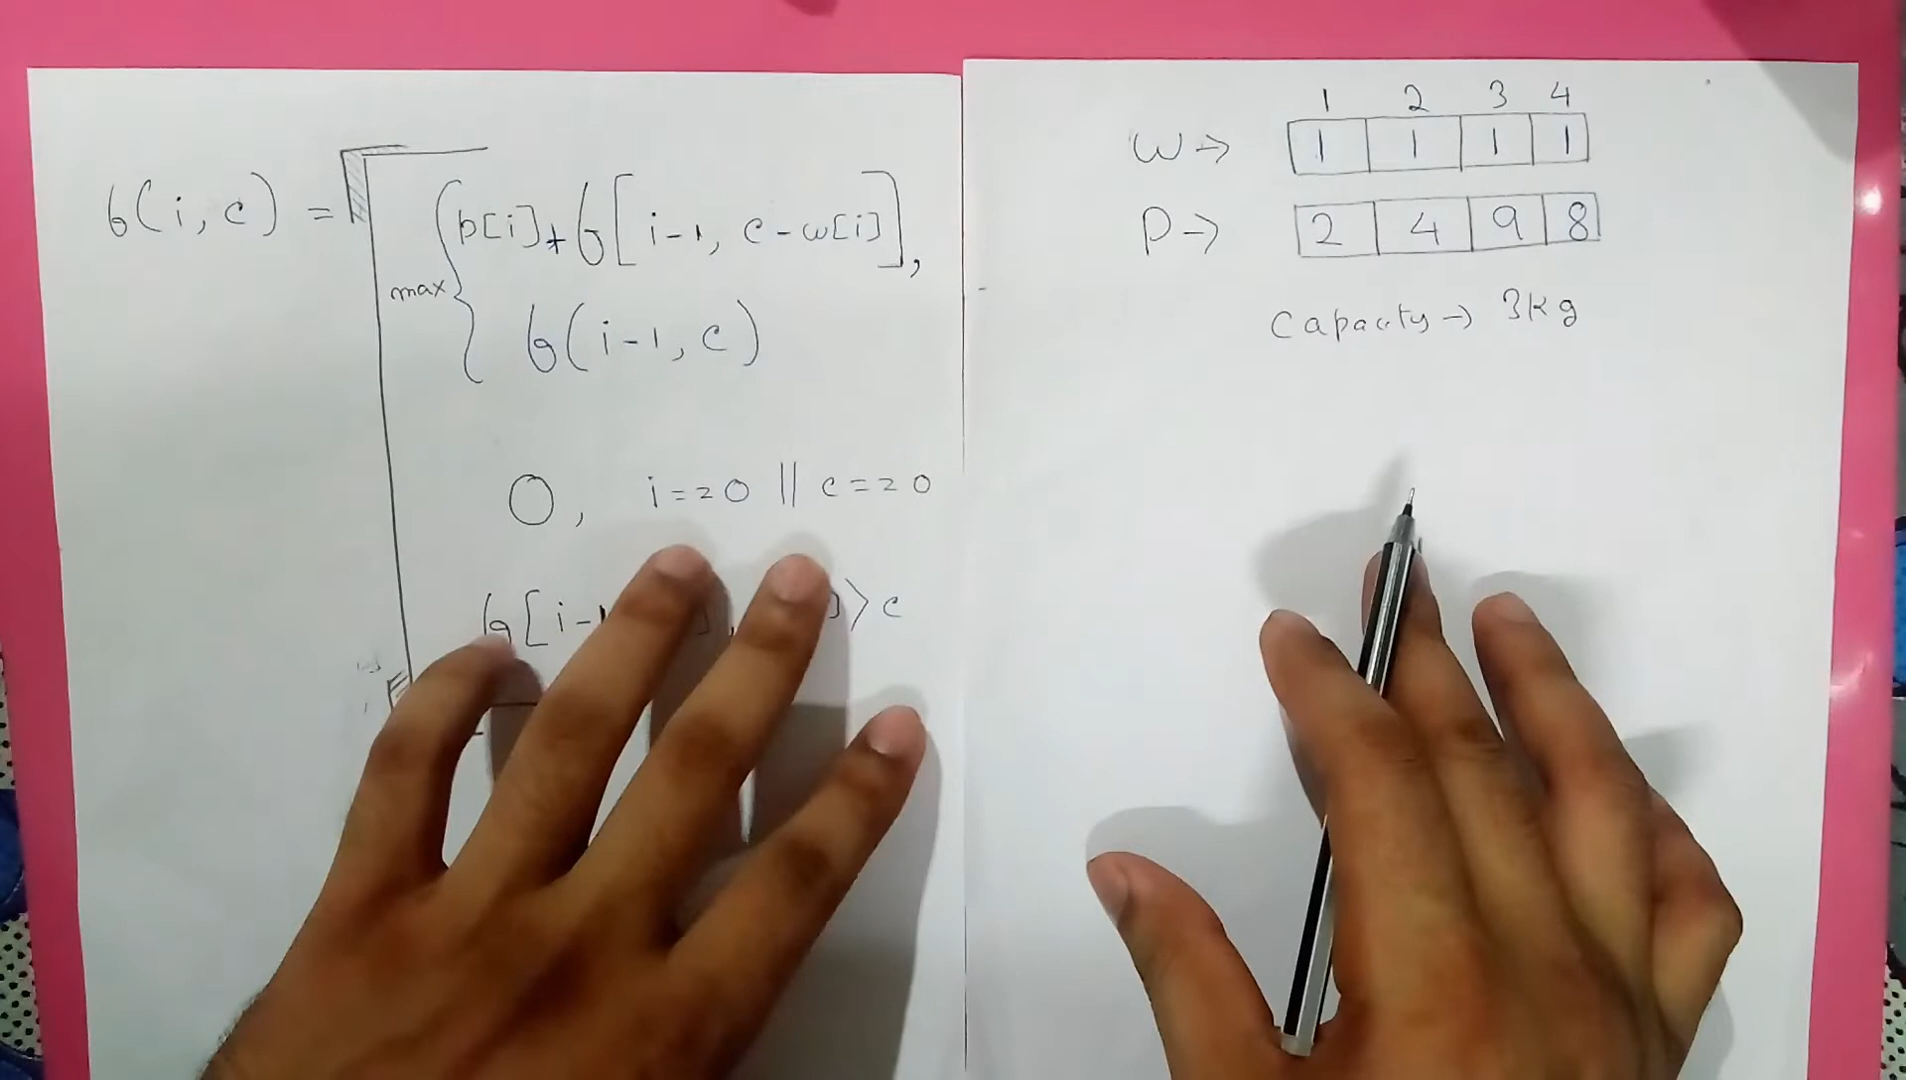 f(i, c) =
max { p[i] + f[i-1, c-w[i]],
f(i-1, c)
0, i==0 || c==0
f[i-1 ], ]>c
1 2 3 4
W→ 1 1 1 1
P→ 2 4 9 8
Capacity → 3kg